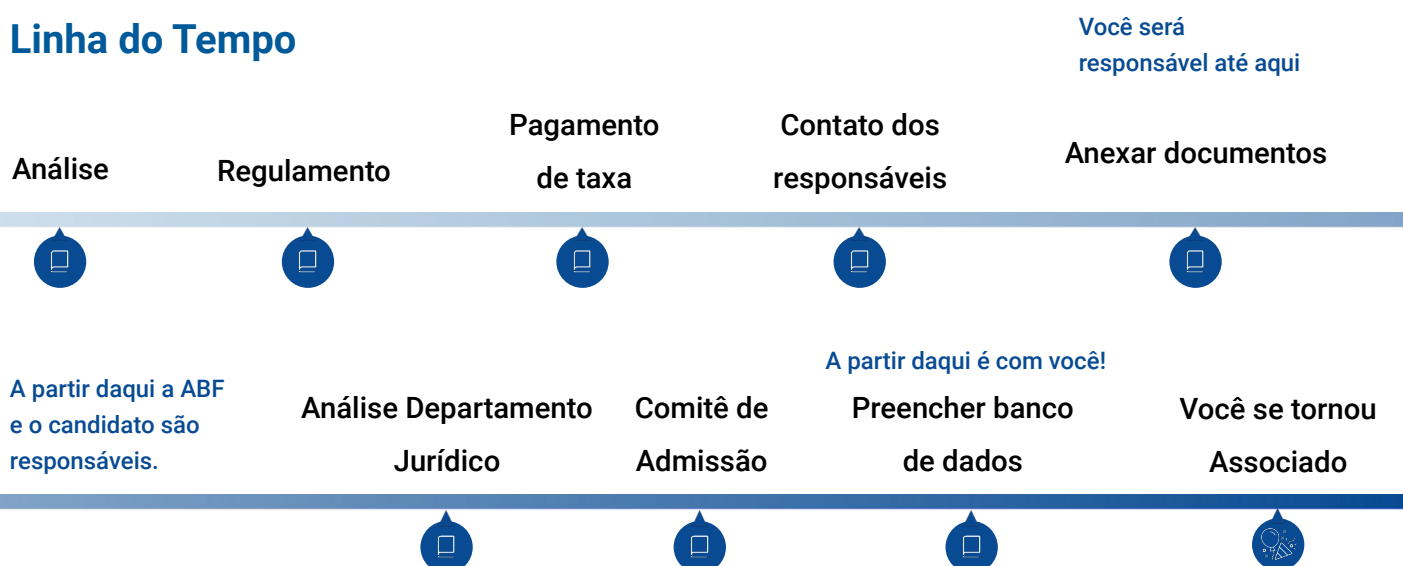 Linha do Tempo
Você será
responsável até aqui
Análise
Regulamento
Pagamento
de taxa
Contato dos
responsáveis
Anexar documentos
A partir daqui a ABF
e o candidato são
responsáveis.
Análise Departamento
Jurídico
Comitê de
Admissão
A partir daqui é com você!
Preencher banco
de dados
Você se tornou
Associado